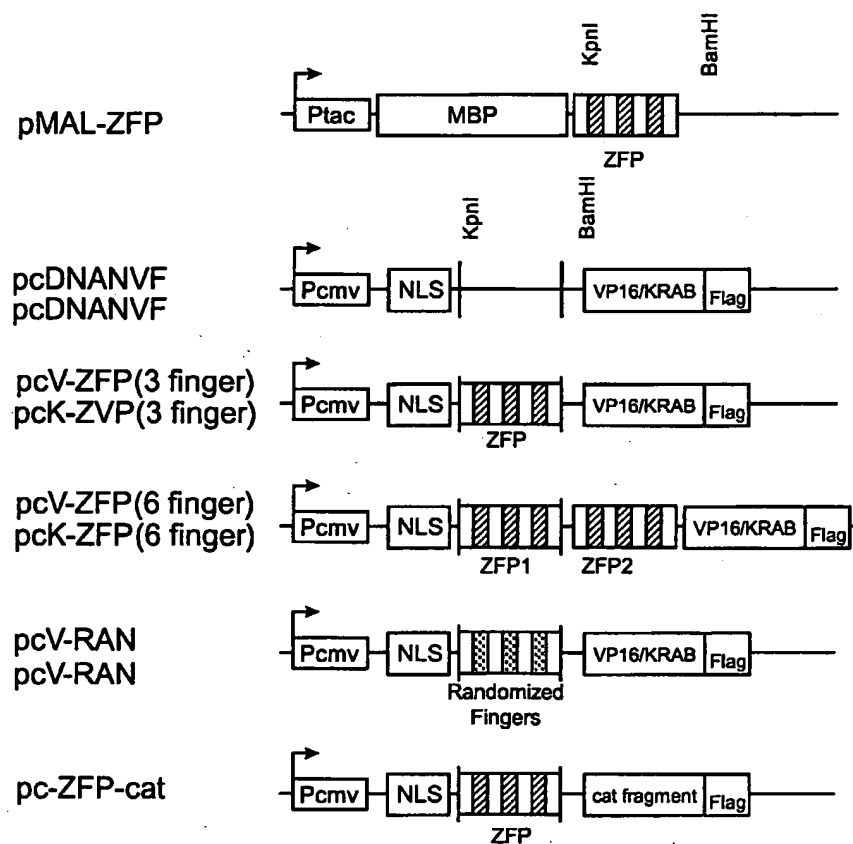 KpnI
BamHI
pMAL-ZFP
Ptac
MBP
ZFP
KpnI
BamHI
pcDNANVF
pcDNANVF
Pcmv
NLS
VP16/KRAB
Flag
pcV-ZFP(3 finger)
pcK-ZVP(3 finger)
Pcmv
NLS
VP16/KRAB
Flag
ZFP
pcV-ZFP(6 finger)
pcK-ZFP(6 finger)
Pcmv
NLS
VP16/KRAB
Flag
ZFP1
ZFP2
pcV-RAN
pcV-RAN
Pcmv
NLS
VP16/KRAB
Flag
Randomized
Fingers
pc-ZFP-cat
Pcmv
NLS
cat fragment
Flag
ZFP